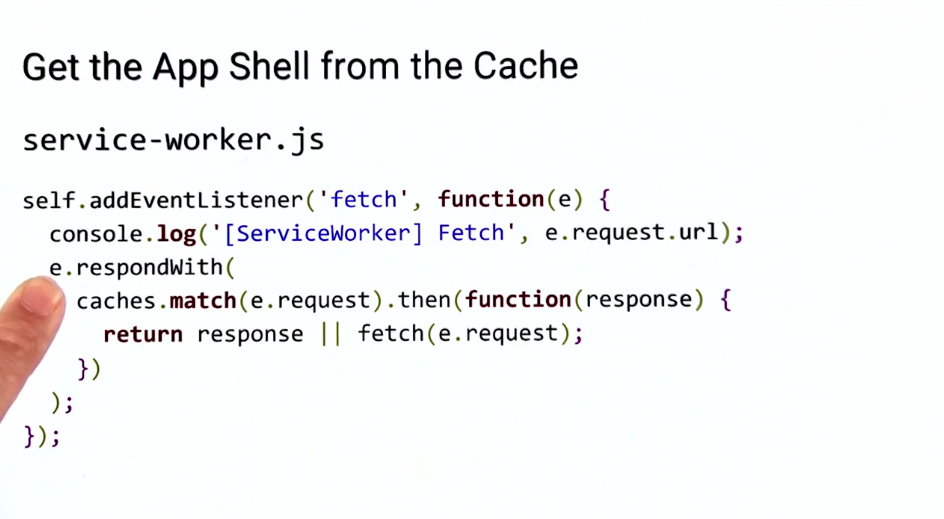 Get the App Shell from the Cache
service-worker.js
self.addEventListener('fetch', function(e) {
  console.log('[ServiceWorker] Fetch', e.request.url);
  e.respondWith(
    caches.match(e.request).then(function(response) {
      return response || fetch(e.request);
    })
  );
});